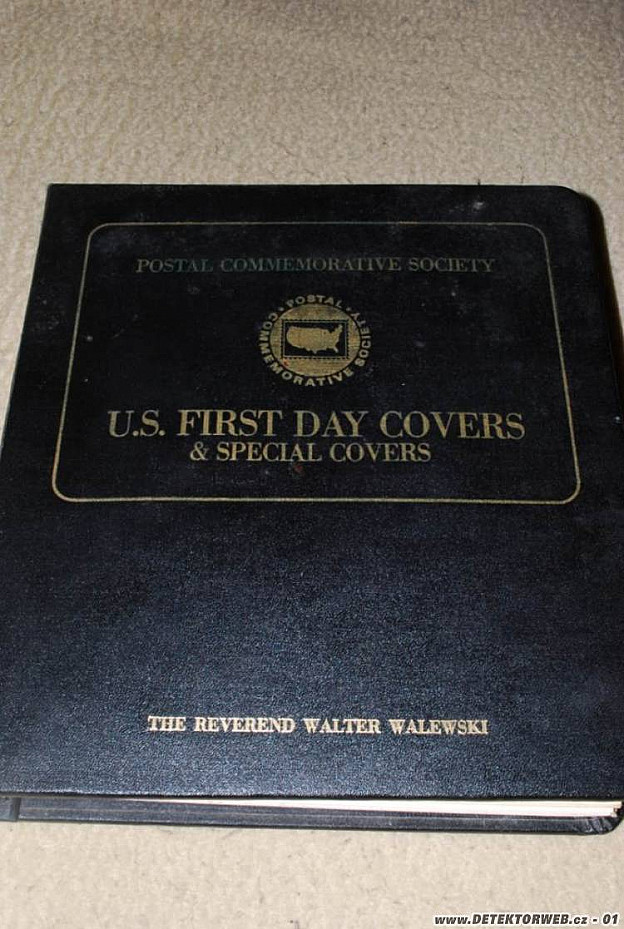 POSTAL COMMEMORATIVE SOCIETY
• POSTAL •
COMMEMORATIVE SOCIETY
U.S. FIRST DAY COVERS
& SPECIAL COVERS
THE REVEREND WALTER WALEWSKI
www.DETEKTORWEB.cz - 01